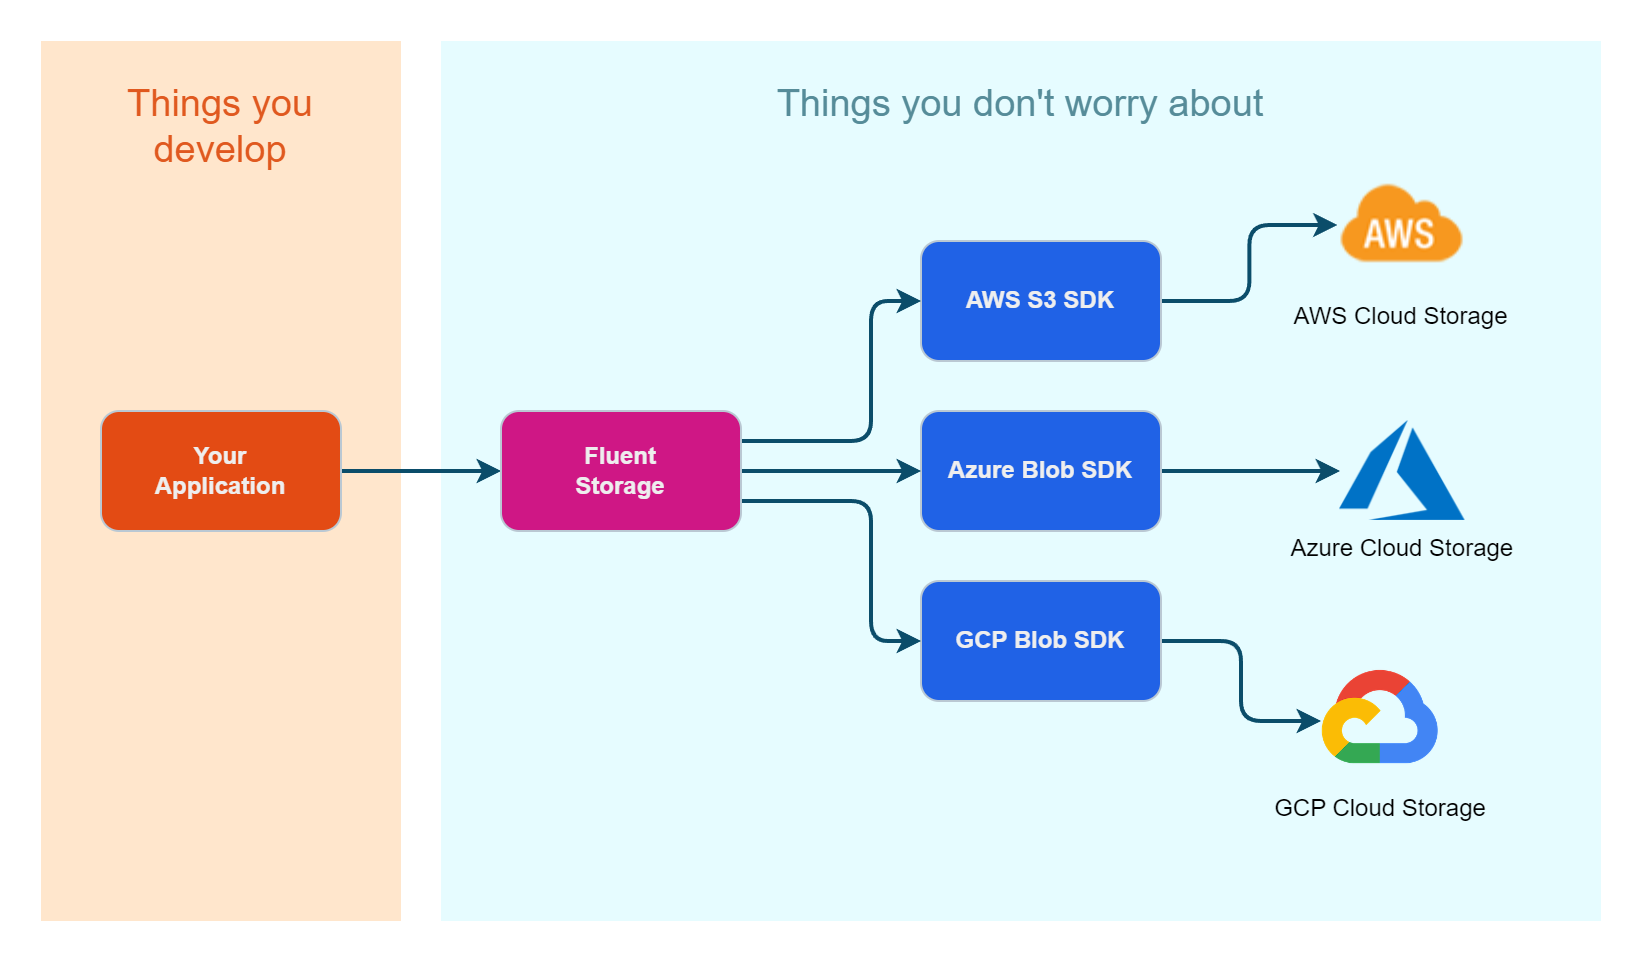 Things you
develop
Things you don't worry about
AWS
AWS S3 SDK
AWS Cloud Storage
Your
Application
Fluent
Storage
Azure Blob SDK
Azure Cloud Storage
GCP Blob SDK
GCP Cloud Storage